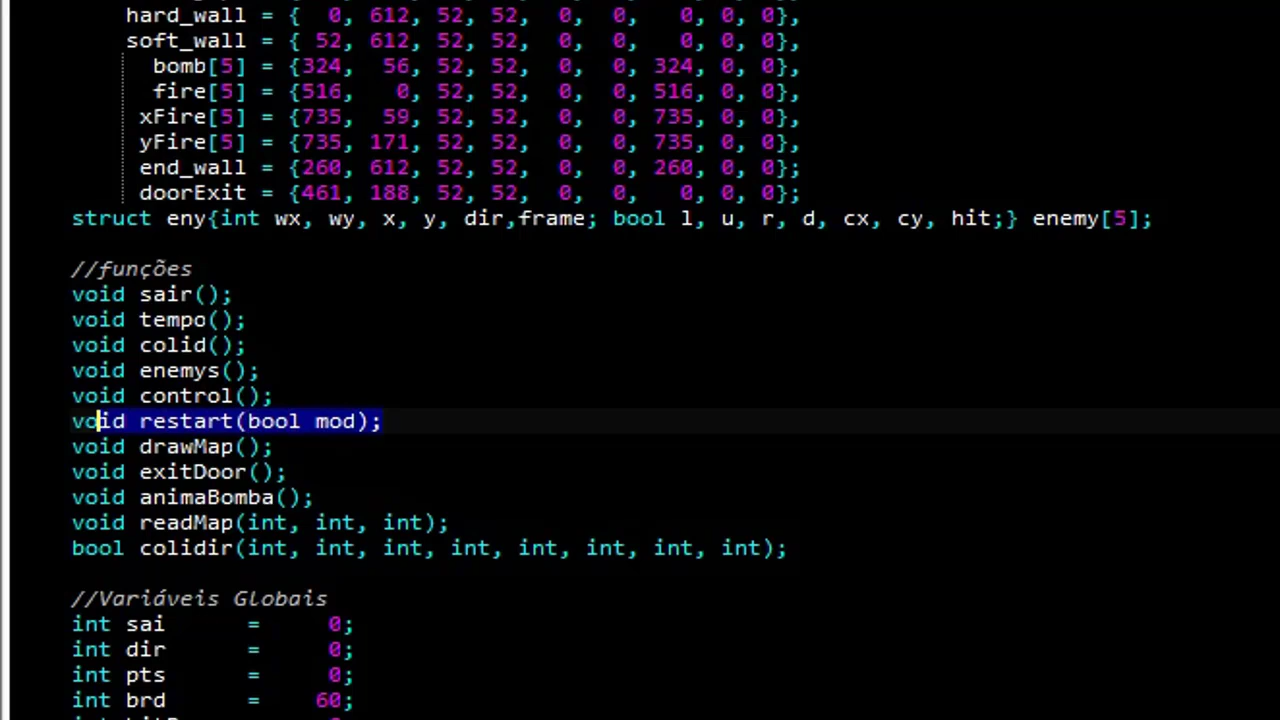 hard_wall = {  0, 612, 52, 52,  0,  0,   0, 0, 0},
soft_wall = { 52, 612, 52, 52,  0,  0,   0, 0, 0},
bomb[5] = {324,  56, 52, 52,  0,  0, 324, 0, 0},
fire[5] = {516,   0, 52, 52,  0,  0, 516, 0, 0},
xFire[5] = {735,  59, 52, 52,  0,  0, 735, 0, 0},
yFire[5] = {735, 171, 52, 52,  0,  0, 735, 0, 0},
end_wall = {260, 612, 52, 52,  0,  0, 260, 0, 0};
doorExit = {461, 188, 52, 52,  0,  0,   0, 0, 0};
struct eny{int wx, wy, x, y, dir,frame; bool l, u, r, d, cx, cy, hit;} enemy[5];
//funções
void sair();
void tempo();
void colid();
void enemys();
void control();
void restart(bool mod);
void drawMap();
void exitDoor();
void animaBomba();
void readMap(int, int, int);
bool colidir(int, int, int, int, int, int, int, int);
//Variáveis Globais
int sai      =     0;
int dir      =     0;
int pts      =     0;
int brd      =    60;